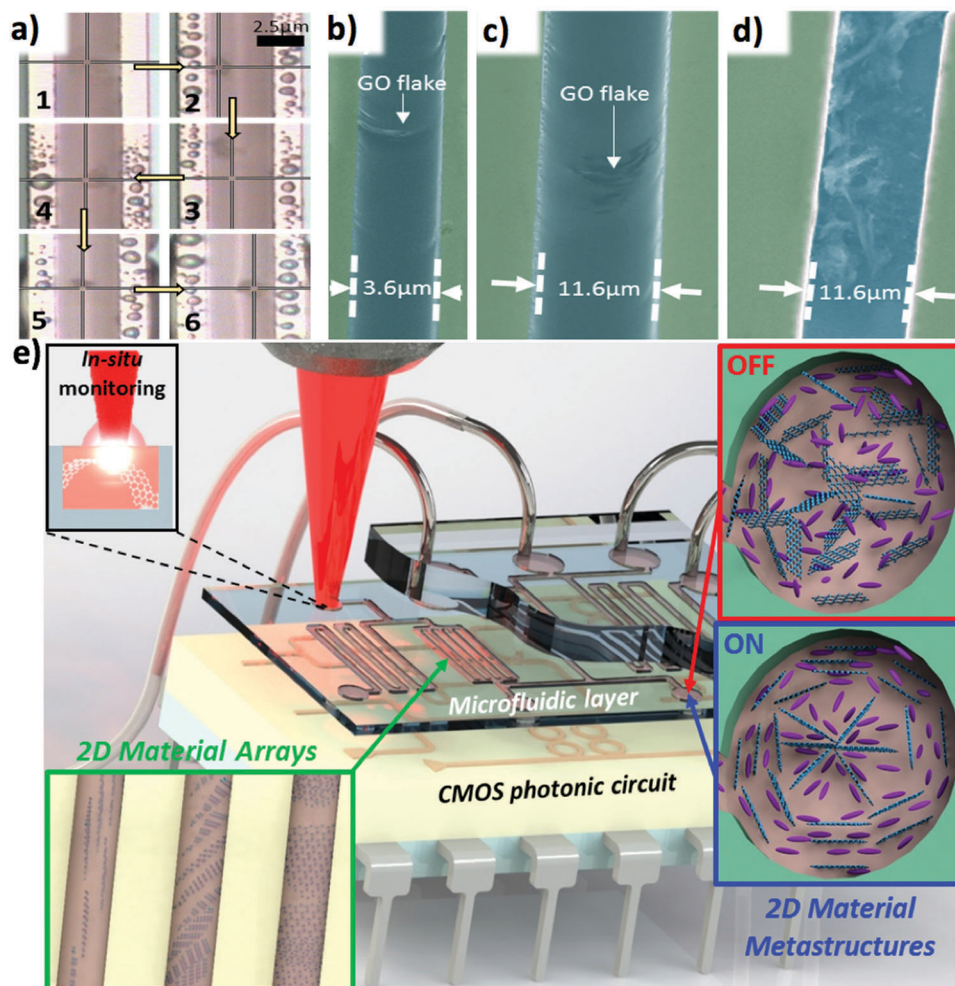 a)
2.5μm
1
2
4
3
5
6
b)
GO flake
3.6μm
c)
GO flake
11.6μm
d)
11.6μm
e)
In-situ
monitoring
OFF
ON
Microfluidic layer
2D Material Arrays
CMOS photonic circuit
2D Material
Metastructures